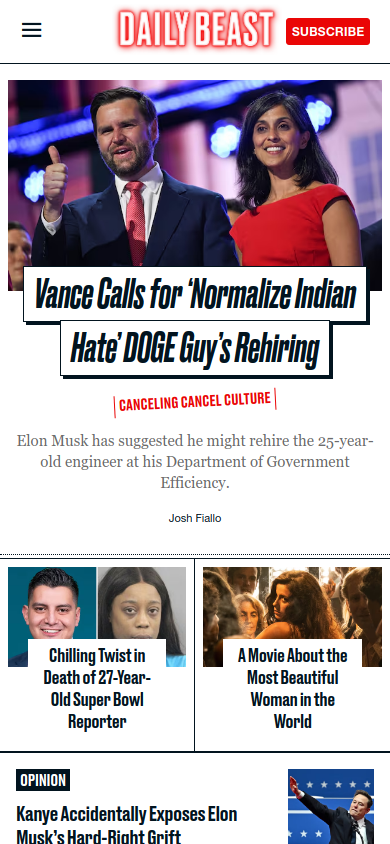 DAILY BEAST
SUBSCRIBE
Vance Calls for ‘Normalize Indian
Hate’ DOGE Guy’s Rehiring
CANCELING CANCEL CULTURE
Elon Musk has suggested he might rehire the 25-year-
old engineer at his Department of Government
Efficiency.
Josh Fiallo
Chilling Twist in
Death of 27-Year-
Old Super Bowl
Reporter
A Movie About the
Most Beautiful
Woman in the
World
OPINION
Kanye Accidentally Exposes Elon
Musk’s Hard-Right Grift